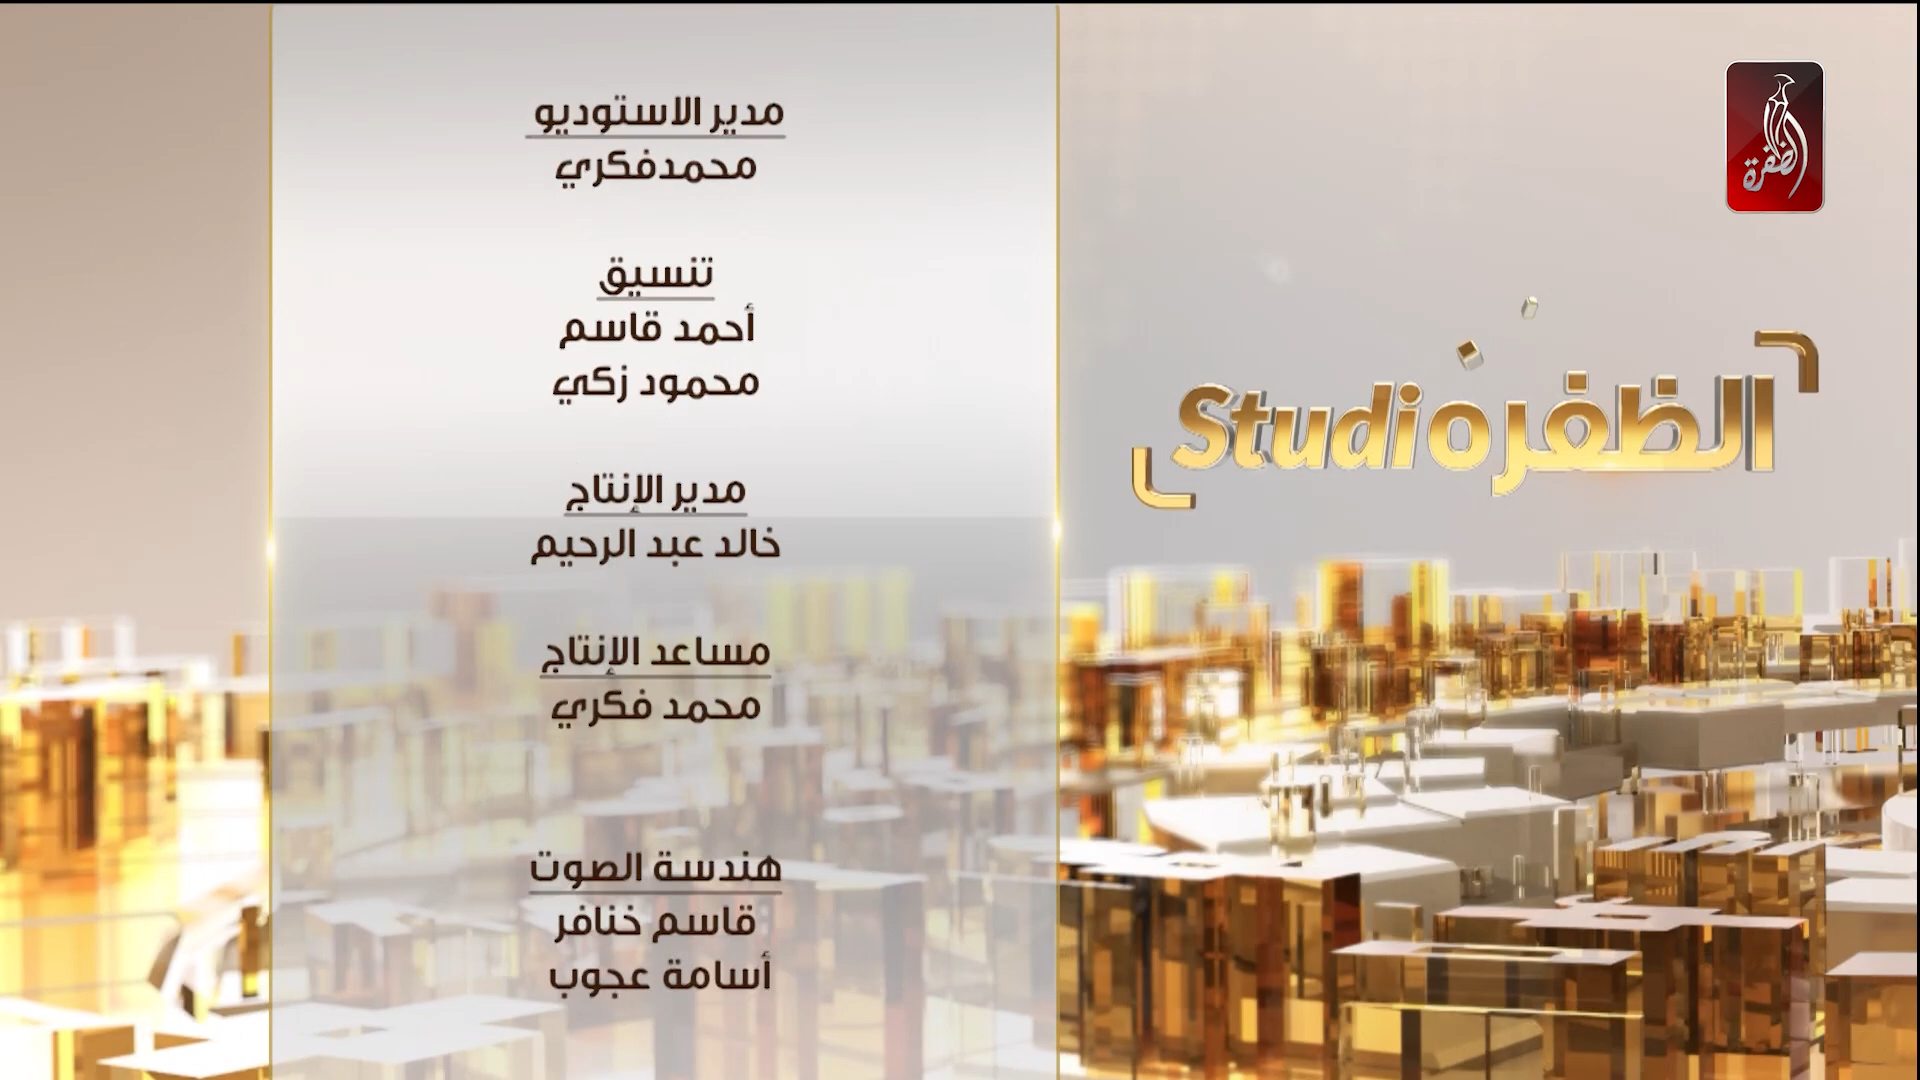 مدير الاستوديو
محمدفكري
تنسيق
أحمد قاسم
محمود زكي
مدير الإنتاج
خالد عبد الرحيم
مساعد الإنتاج
محمد فكري
هندسة الصوت
قاسم خنافر
أسامة عجوب
الظفرة
Studio الظفره